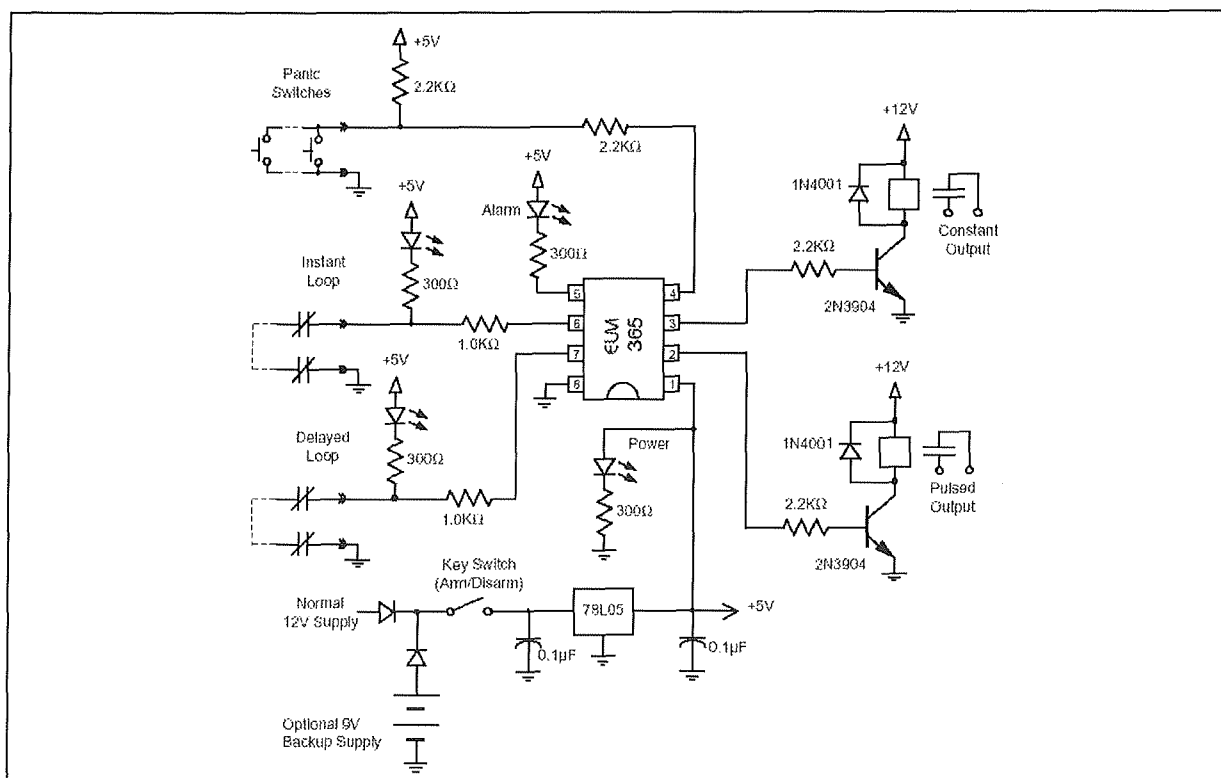 +5V
2.2KΩ
Panic
Switches
2.2KΩ
+12V
+5V
+5V
1N4001
Alarm
300Ω
Constant
Output
2.2KΩ
Instant
Loop
300Ω
5
4
2N3904
6
3
EUM
365
1.0KΩ
+5V
7
2
8
1
+12V
Delayed
Loop
300Ω
Power
1N4001
2.2KΩ
Pulsed
Output
1.0KΩ
300Ω
2N3904
Key Switch
(Arm/Disarm)
Normal
12V Supply
78L05
+5V
0.1µF
0.1µF
Optional 9V
Backup Supply